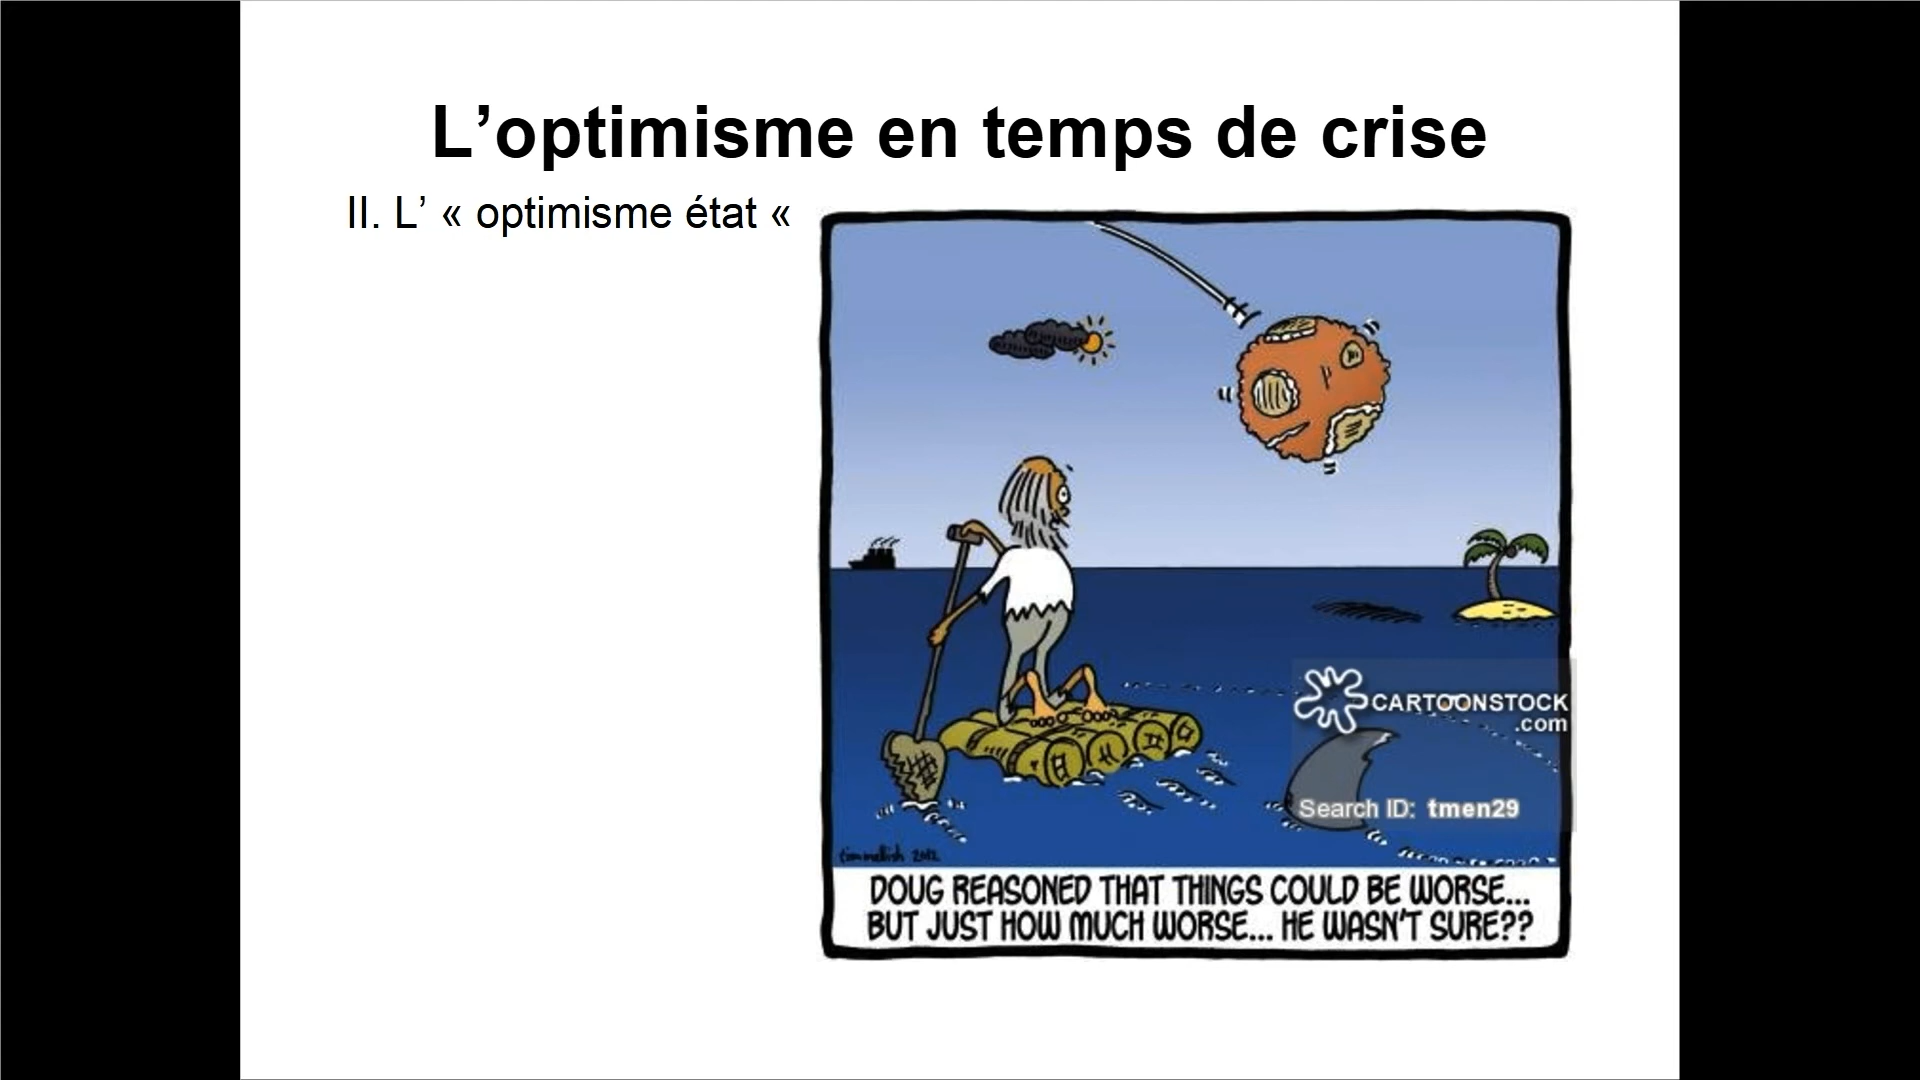 L’optimisme en temps de crise
II. L’ « optimisme état «
CARTOONSTOCK
.com
Search ID: tmen29
DOUG REASONED THAT THINGS COULD BE WORSE...
BUT JUST HOW MUCH WORSE... HE WASN'T SURE??